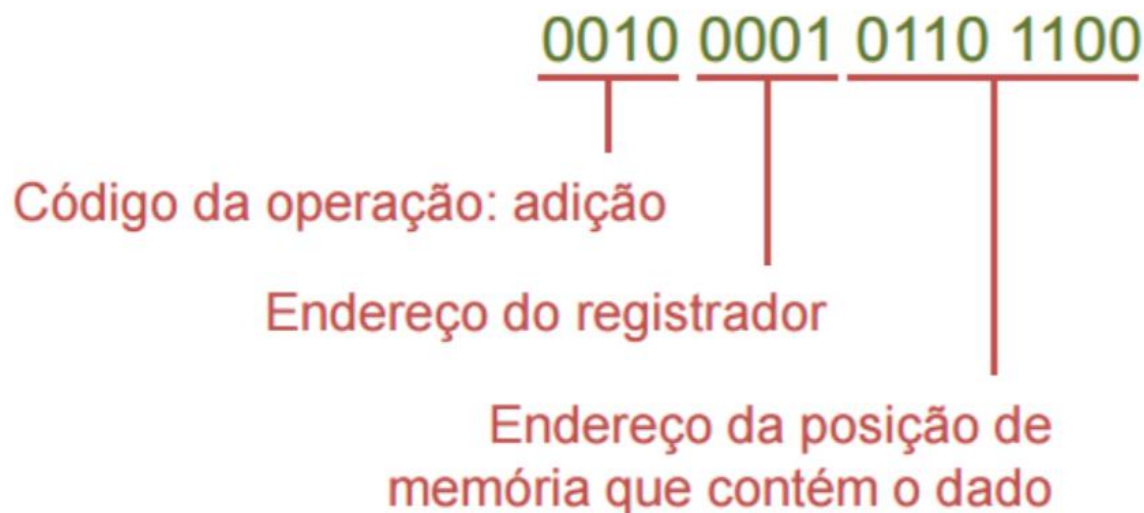 0010 0001 0110 1100
Código da operação: adição
Endereço do registrador
Endereço da posição de
memória que contém o dado